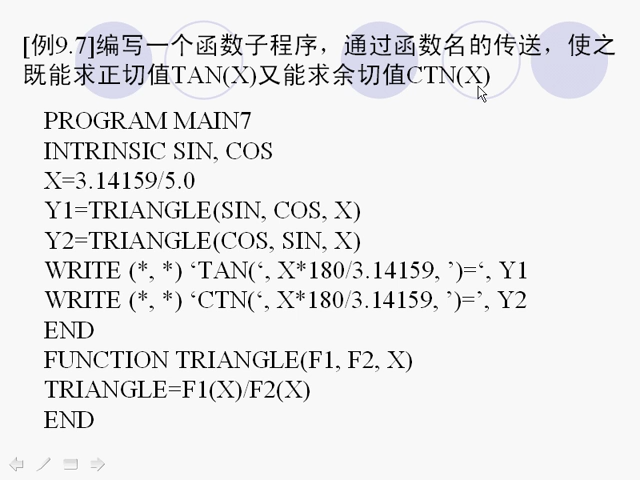 [例9.7]编写一个函数子程序，通过函数名的传送，使之
既能求正切值TAN(X)又能求余切值CTN(X)
PROGRAM MAIN7
INTRINSIC SIN, COS
X=3.14159/5.0
Y1=TRIANGLE(SIN, COS, X)
Y2=TRIANGLE(COS, SIN, X)
WRITE (*, *) ‘TAN(‘, X*180/3.14159, ’)=‘, Y1
WRITE (*, *) ‘CTN(‘, X*180/3.14159, ’)=’, Y2
END
FUNCTION TRIANGLE(F1, F2, X)
TRIANGLE=F1(X)/F2(X)
END